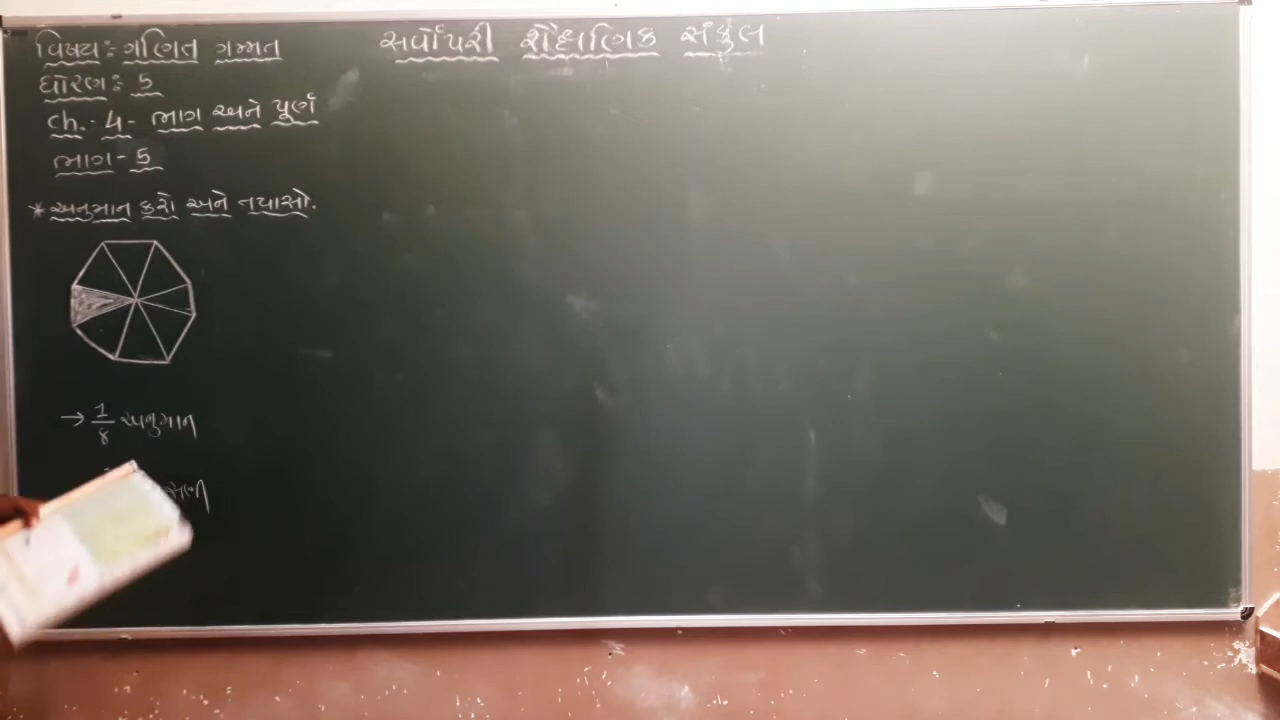 સર્વોપરી શૈક્ષણિક સંકુલ
વિષય: ગણિત ગમ્મત
ધોરણ: 5
ch.- 4- ભાગ અને પૂર્ણ
ભાગ- 5
* અનુમાન કરો અને તપાસો.
→ 1/8 અનુમાન